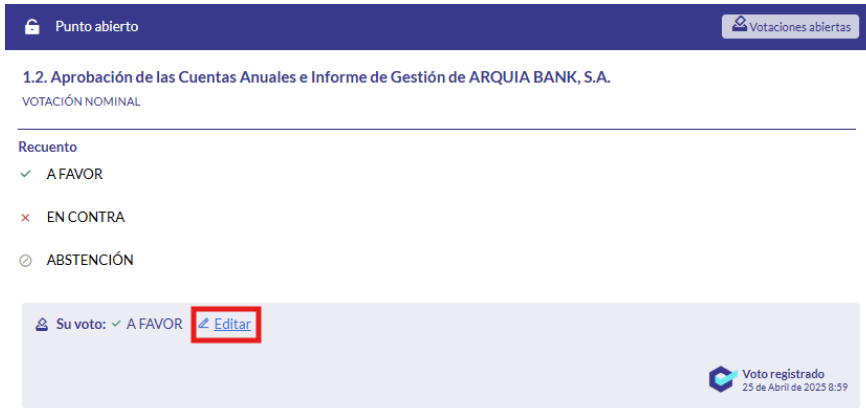 Punto abierto
Votaciones abiertas
1.2. Aprobación de las Cuentas Anuales e Informe de Gestión de ARQUIA BANK, S.A.
VOTACIÓN NOMINAL
Recuento
A FAVOR
EN CONTRA
ABSTENCIÓN
Su voto: A FAVOR Editar
Voto registrado
25 de Abril de 2025 8:59